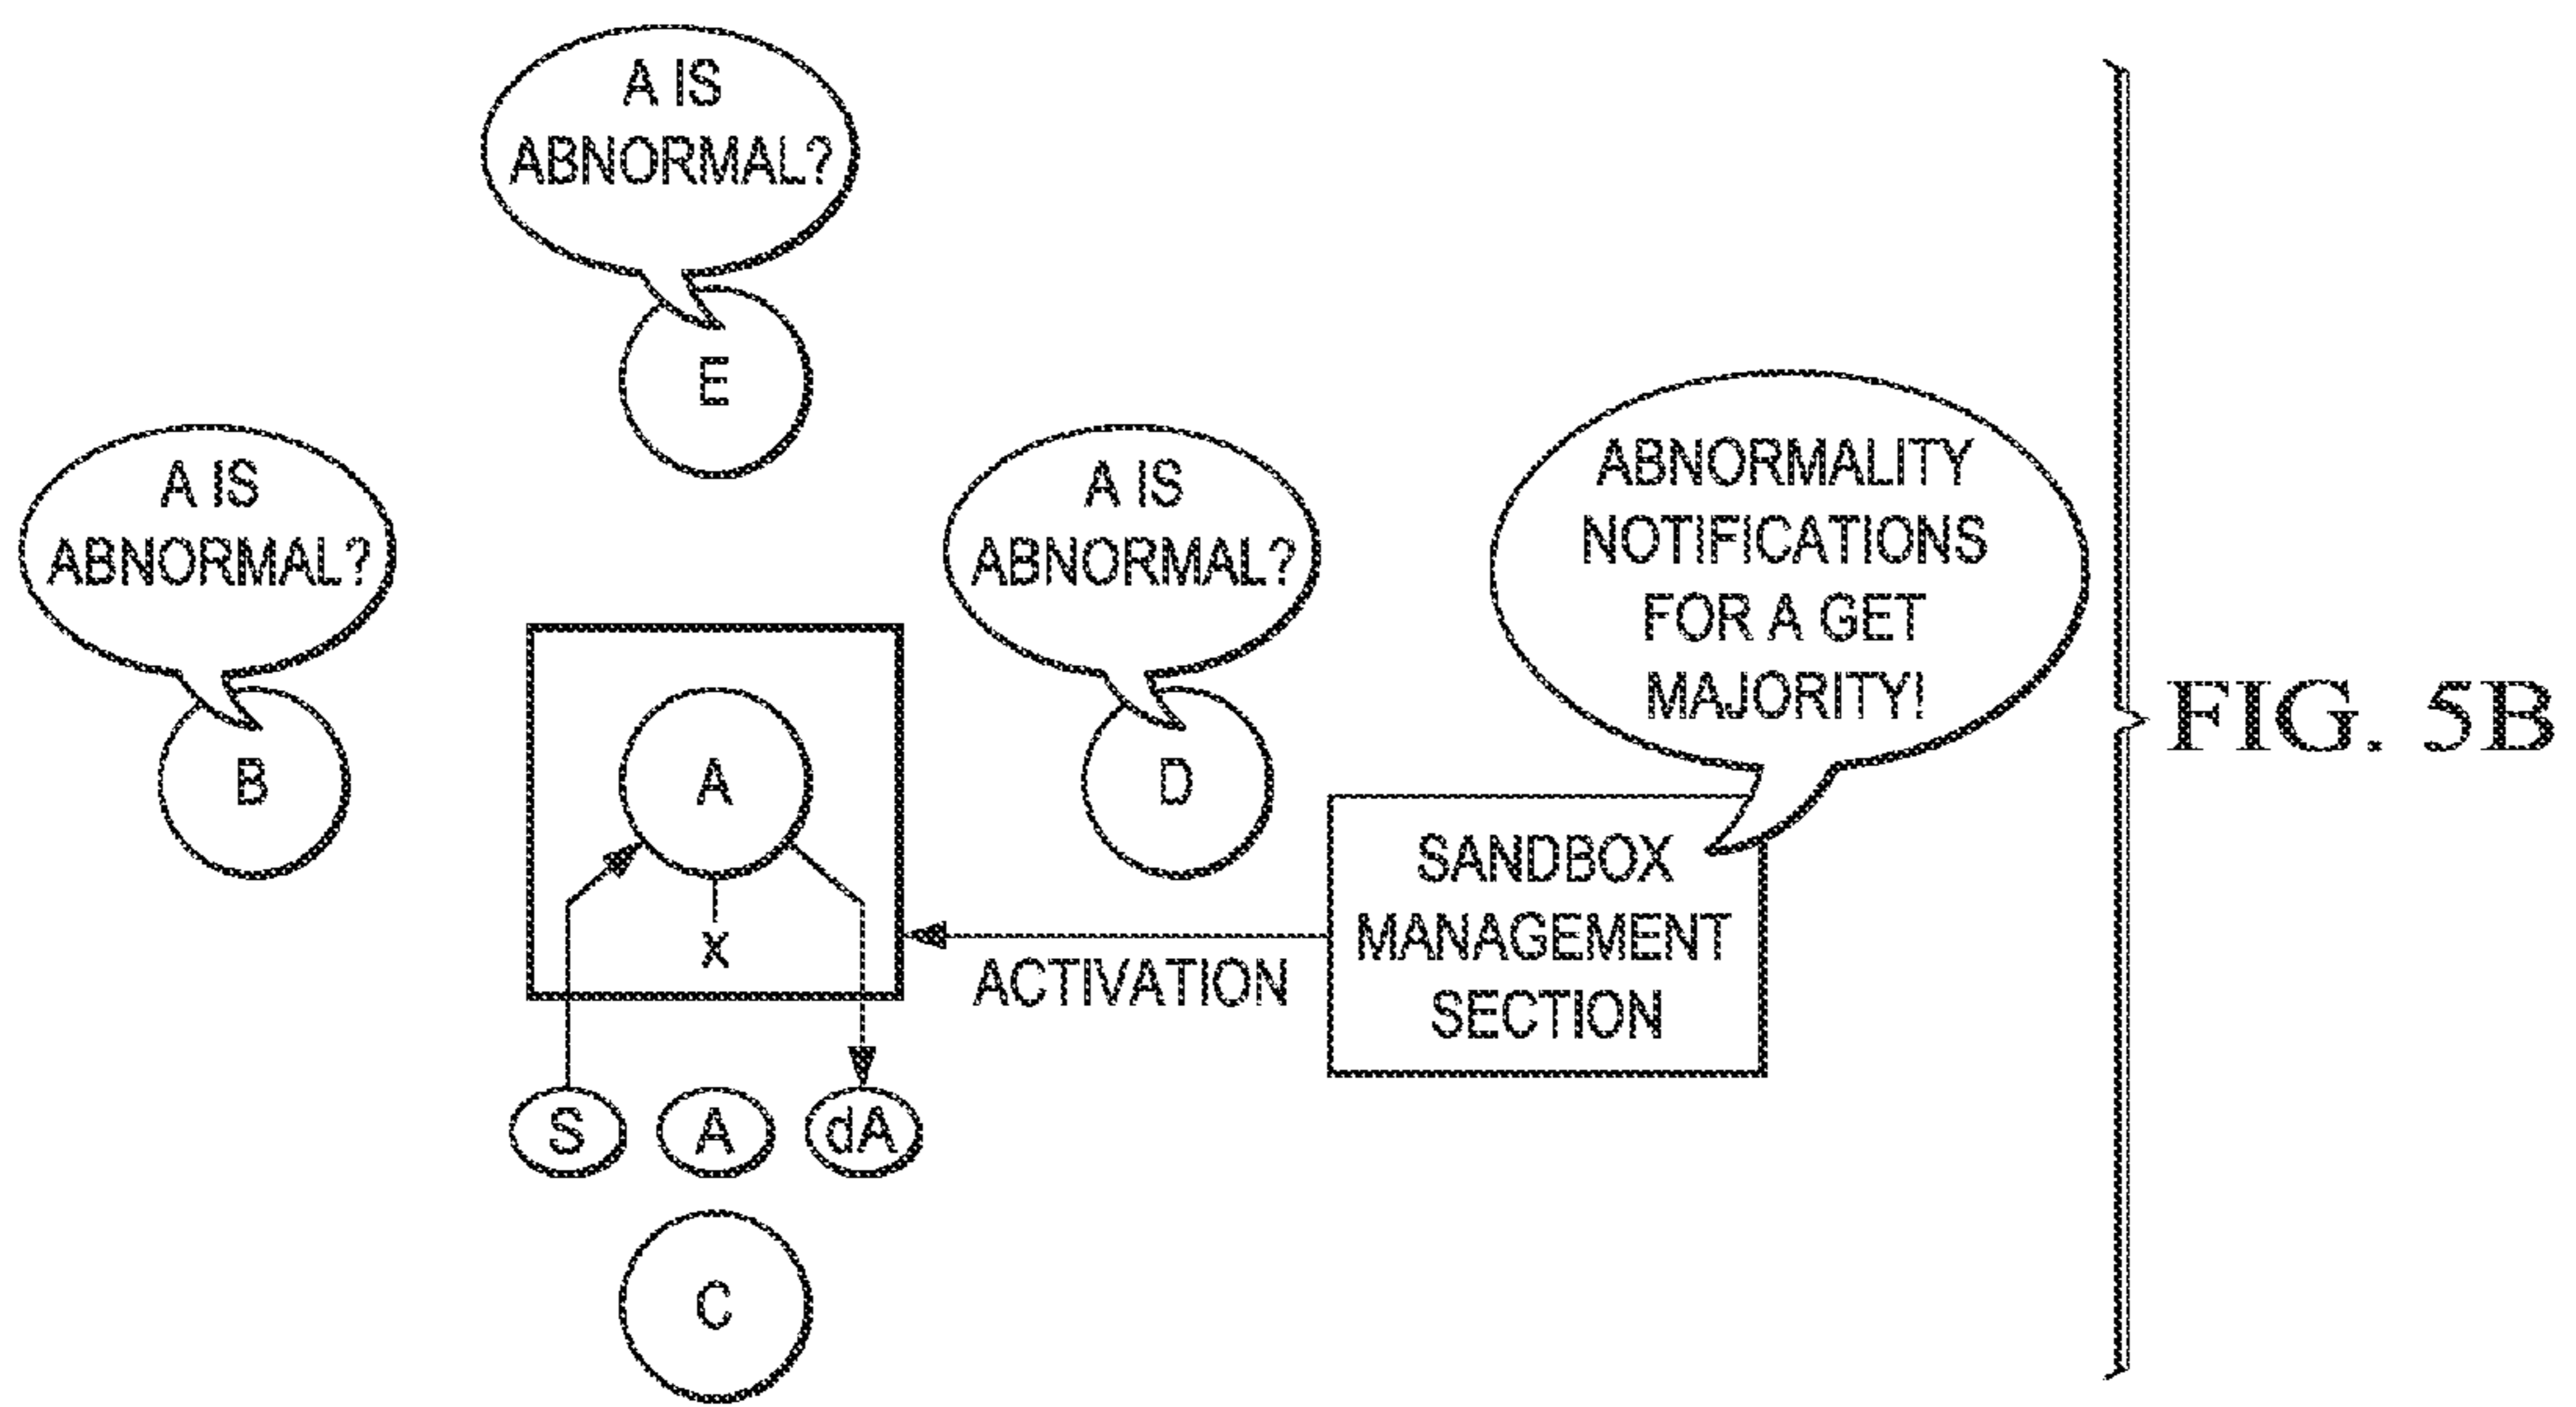 A IS
ABNORMAL?
E
A IS
ABNORMAL?
B
A IS
ABNORMAL?
D
ABNORMALITY
NOTIFICATIONS
FOR A GET
MAJORITY!
A
X
ACTIVATION
SANDBOX
MANAGEMENT
SECTION
S
A
dA
C
FIG. 5B